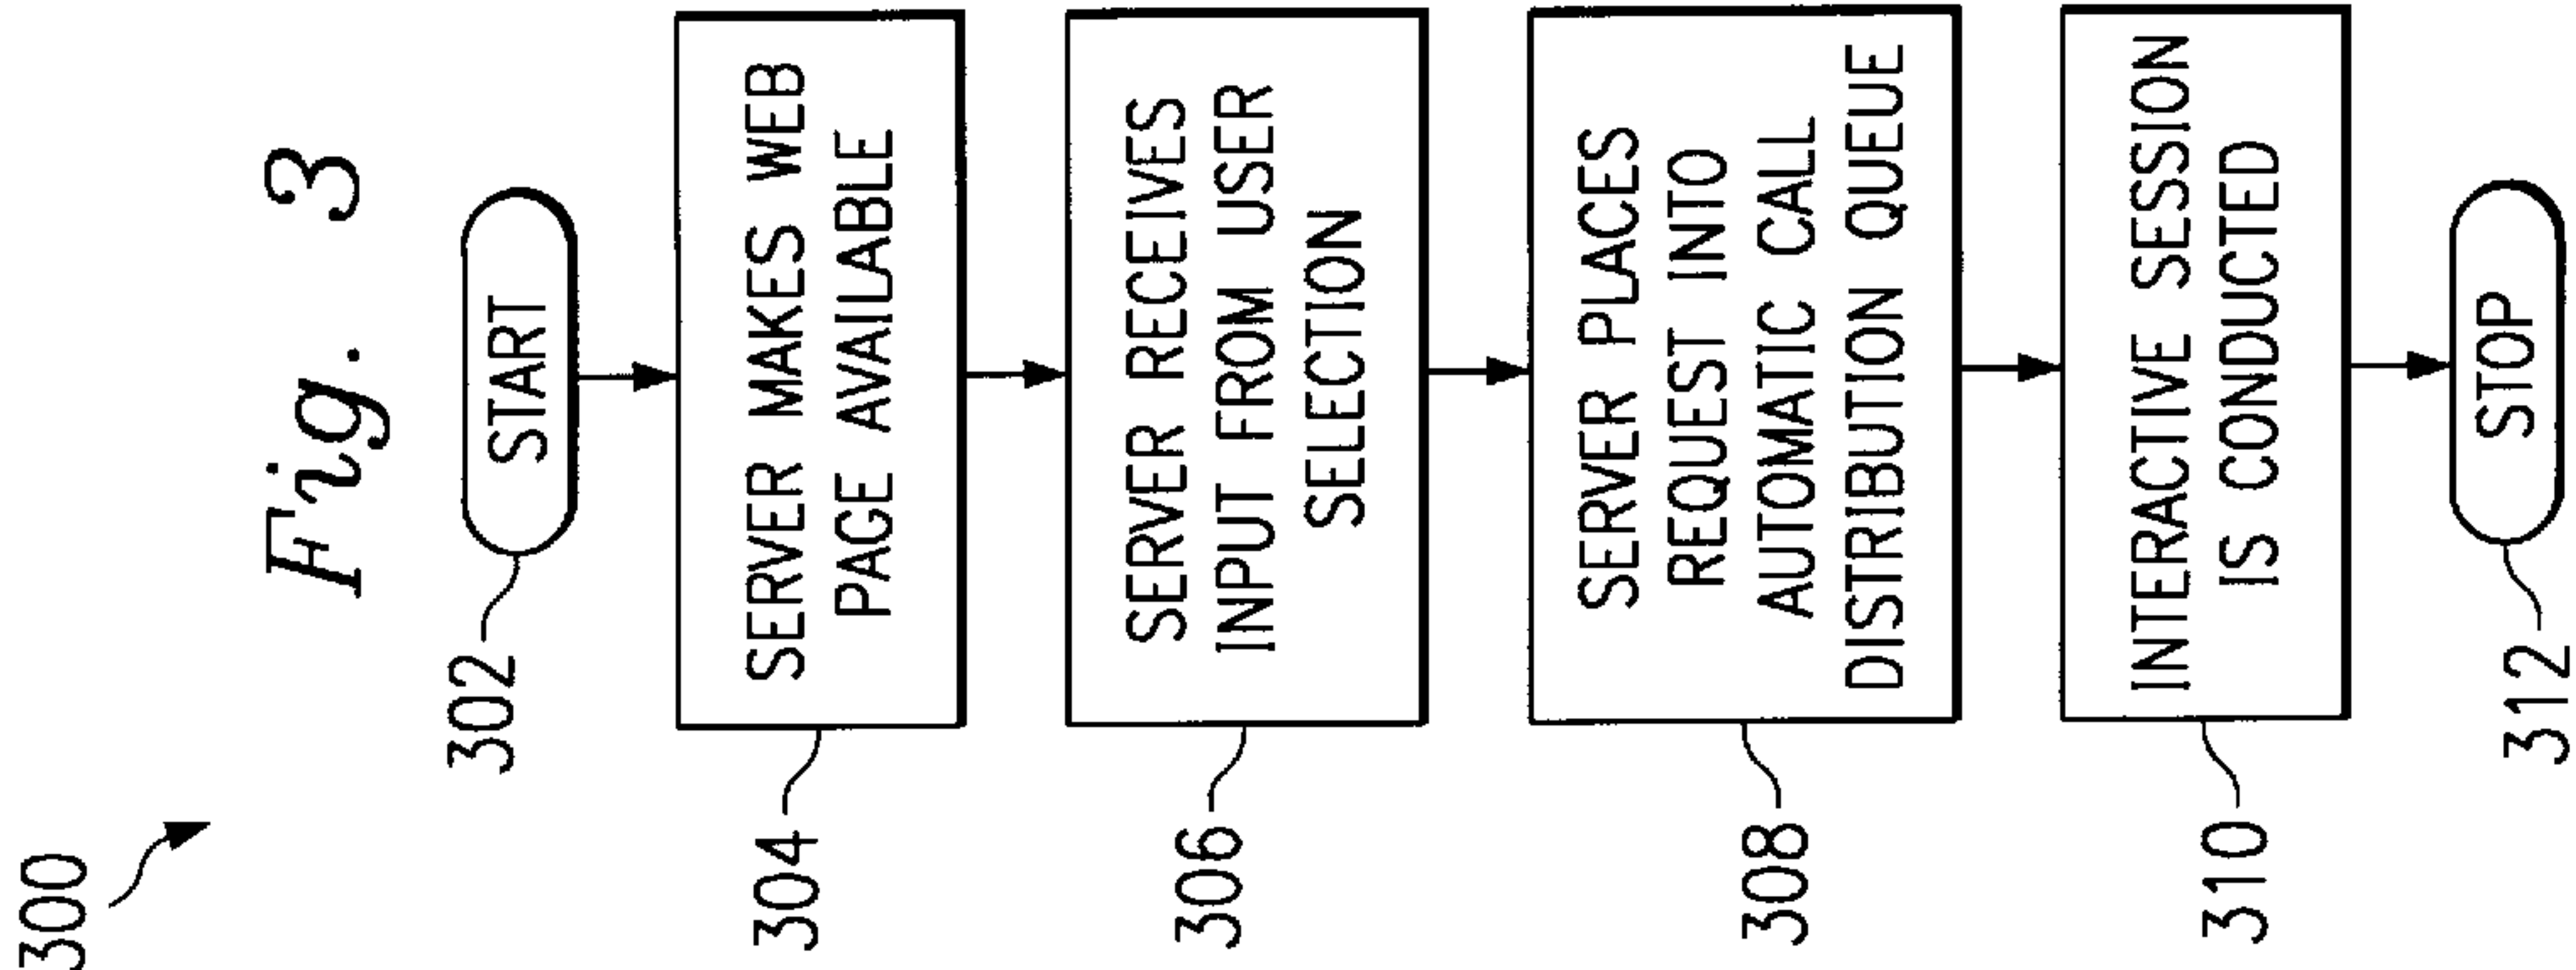 300
Fig. 3
302
START
304
SERVER MAKES WEB
PAGE AVAILABLE
306
SERVER RECEIVES
INPUT FROM USER
SELECTION
308
SERVER PLACES
REQUEST INTO
AUTOMATIC CALL
DISTRIBUTION QUEUE
310
INTERACTIVE SESSION
IS CONDUCTED
312
STOP